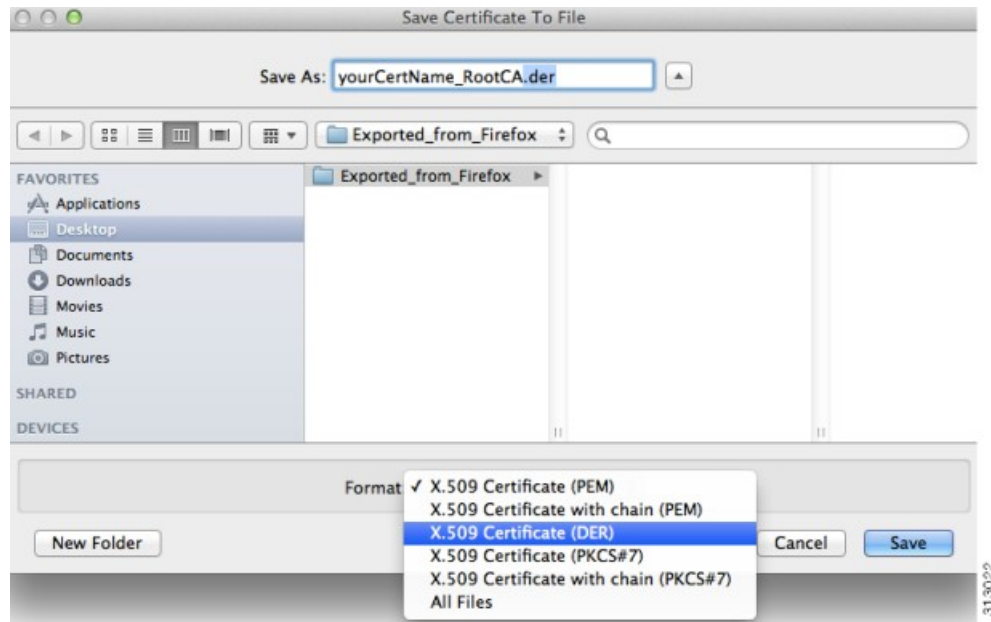 Save Certificate To File
Save As: yourCertName_RootCA.der
Exported_from_Firefox
FAVORITES
Applications
Desktop
Documents
Downloads
Movies
Music
Pictures
SHARED
DEVICES
Exported_from_Firefox
Format ✓ X.509 Certificate (PEM)
X.509 Certificate with chain (PEM)
X.509 Certificate (DER)
X.509 Certificate (PKCS#7)
X.509 Certificate with chain (PKCS#7)
All Files
New Folder
Cancel
Save
313022